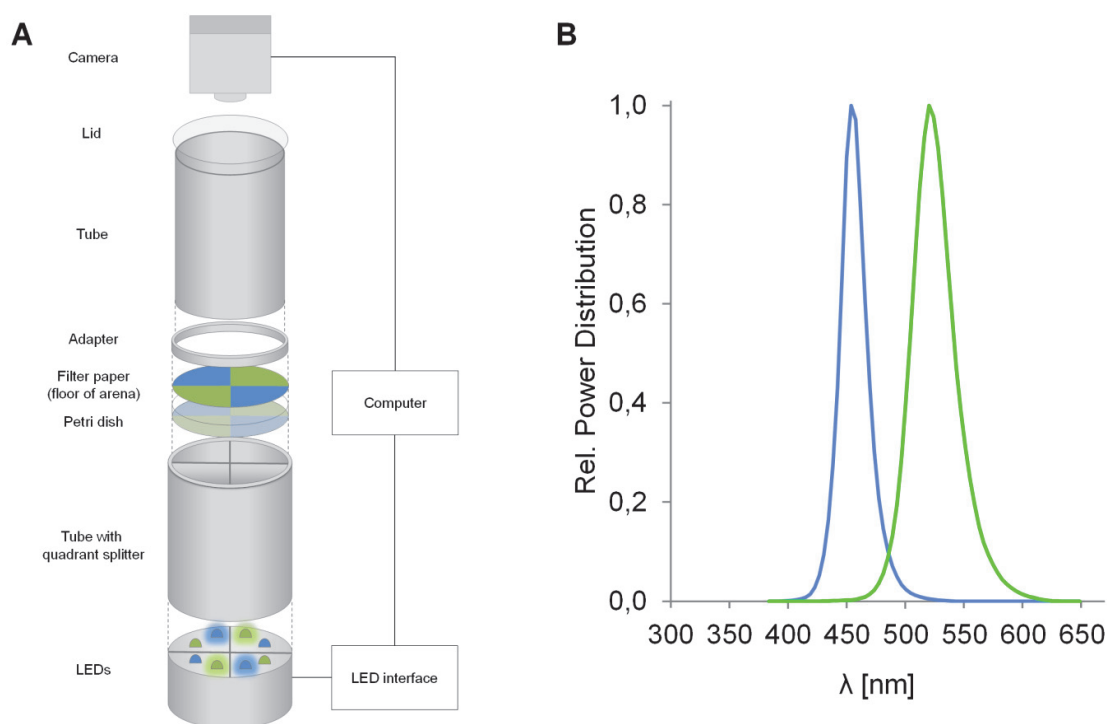 A
Camera
Lid
Tube
Adapter
Filter paper
(floor of arena)
Petri dish
Computer
Tube with
quadrant splitter
LEDs
LED interface
B
1,0
0,8
0,6
0,4
0,2
0,0
Rel. Power Distribution
300 350 400 450 500 550 600 650
λ [nm]